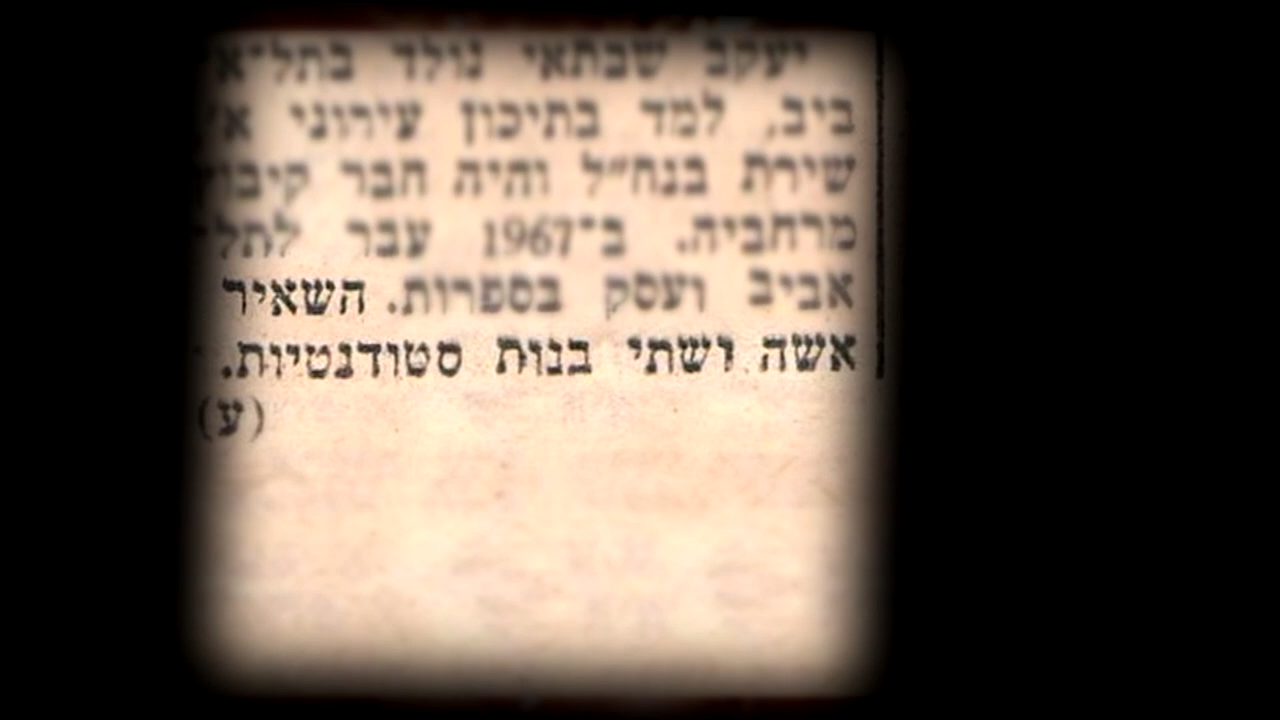 יעקב שבתאי נולד בתל־א
ביב, למד בתיכון עירוני א׳
שירת בנח״ל והיה חבר קיבוץ
מרחביה. ב־1967 עבר לתל־
אביב ועסק בספרות. השאיר
אשה ושתי בנות סטודנטיות.
(ע)